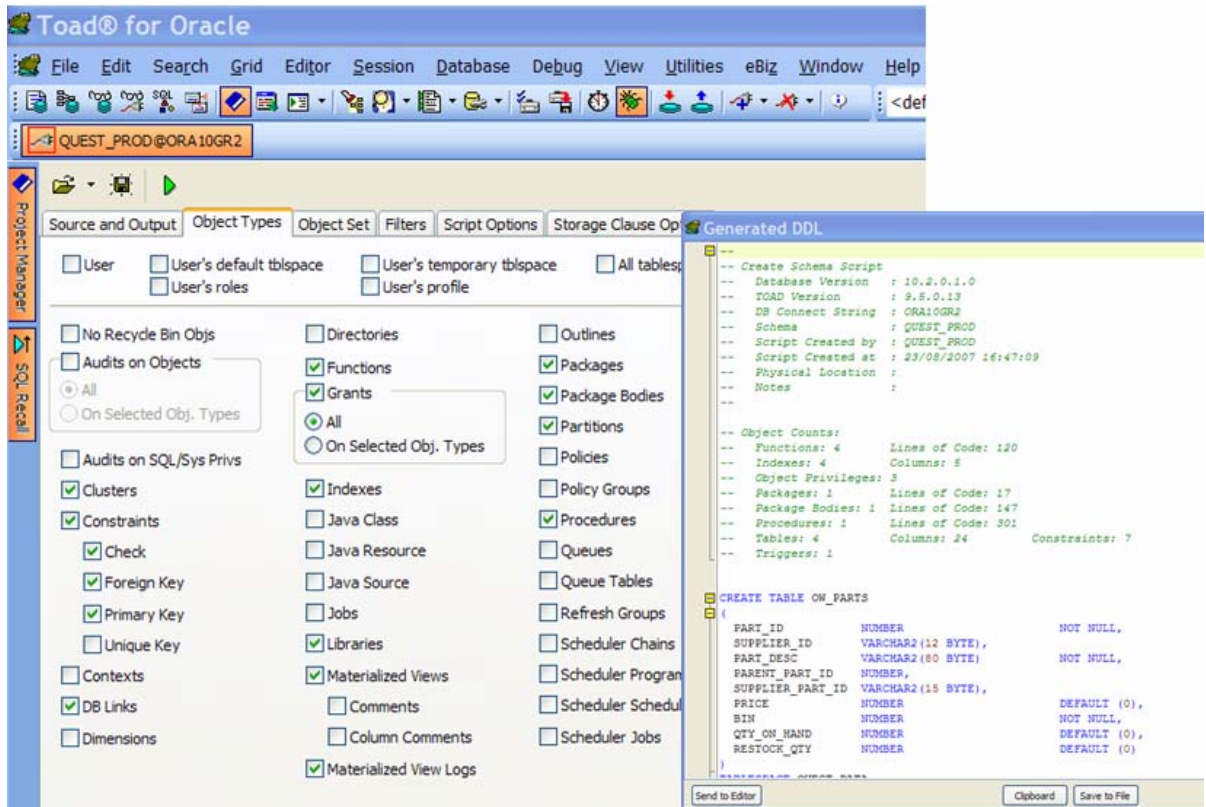 Toad® for Oracle
File Edit Search Grid Editor Session Database Debug View Utilities eBiz Window Help
SQL
<def
QUEST_PROD@ORA10GR2
Project Manager
SQL Recall
Source and Output Object Types Object Set Filters Script Options Storage Clause Op
User User's default tblspace User's temporary tblspace All tablesp
User's roles User's profile
No Recycle Bin Objs
Audits on Objects
All
On Selected Obj. Types
Audits on SQL/Sys Privs
Clusters
Constraints
Check
Foreign Key
Primary Key
Unique Key
Contexts
DB Links
Dimensions
Directories
Functions
Grants
All
On Selected Obj. Types
Indexes
Java Class
Java Resource
Java Source
Jobs
Libraries
Materialized Views
Comments
Column Comments
Materialized View Logs
Outlines
Packages
Package Bodies
Partitions
Policies
Policy Groups
Procedures
Queues
Queue Tables
Refresh Groups
Scheduler Chains
Scheduler Program
Scheduler Schedul
Scheduler Jobs
Generated DDL
--
-- Create Schema Script
-- Database Version : 10.2.0.1.0
-- TOAD Version : 9.5.0.13
-- DB Connect String : ORA10GR2
-- Schema : QUEST_PROD
-- Script Created by : QUEST_PROD
-- Script Created at : 23/08/2007 16:47:09
-- Physical Location :
-- Notes :
--
-- Object Counts:
-- Functions: 4 Lines of Code: 120
-- Indexes: 4 Columns: 5
-- Object Privileges: 3
-- Packages: 1 Lines of Code: 17
-- Package Bodies: 1 Lines of Code: 147
-- Procedures: 1 Lines of Code: 301
-- Tables: 4 Columns: 24 Constraints: 7
-- Triggers: 1
CREATE TABLE OW_PARTS
(
PART_ID NUMBER NOT NULL,
SUPPLIER_ID VARCHAR2(12 BYTE),
PART_DESC VARCHAR2(80 BYTE) NOT NULL,
PARENT_PART_ID NUMBER,
SUPPLIER_PART_ID VARCHAR2(15 BYTE),
PRICE NUMBER DEFAULT (0),
BIN NUMBER NOT NULL,
QTY_ON_HAND NUMBER DEFAULT (0),
RESTOCK_QTY NUMBER DEFAULT (0)
)
TABLESPACE QUEST_DATA
Send to Editor Clipboard Save to File